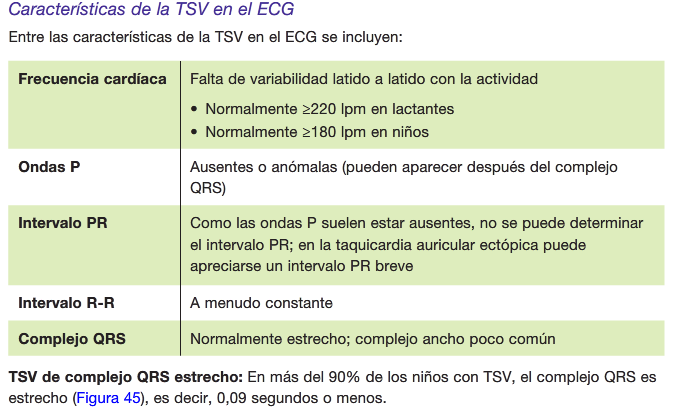 Características de la TSV en el ECG
Entre las características de la TSV en el ECG se incluyen:
Frecuencia cardíaca
Falta de variabilidad latido a latido con la actividad
• Normalmente ≥220 lpm en lactantes
• Normalmente ≥180 lpm en niños
Ondas P
Ausentes o anómalas (pueden aparecer después del complejo
QRS)
Intervalo PR
Como las ondas P suelen estar ausentes, no se puede determinar
el intervalo PR; en la taquicardia auricular ectópica puede
apreciarse un intervalo PR breve
Intervalo R-R
A menudo constante
Complejo QRS
Normalmente estrecho; complejo ancho poco común
TSV de complejo QRS estrecho: En más del 90% de los niños con TSV, el complejo QRS es
estrecho (Figura 45), es decir, 0,09 segundos o menos.